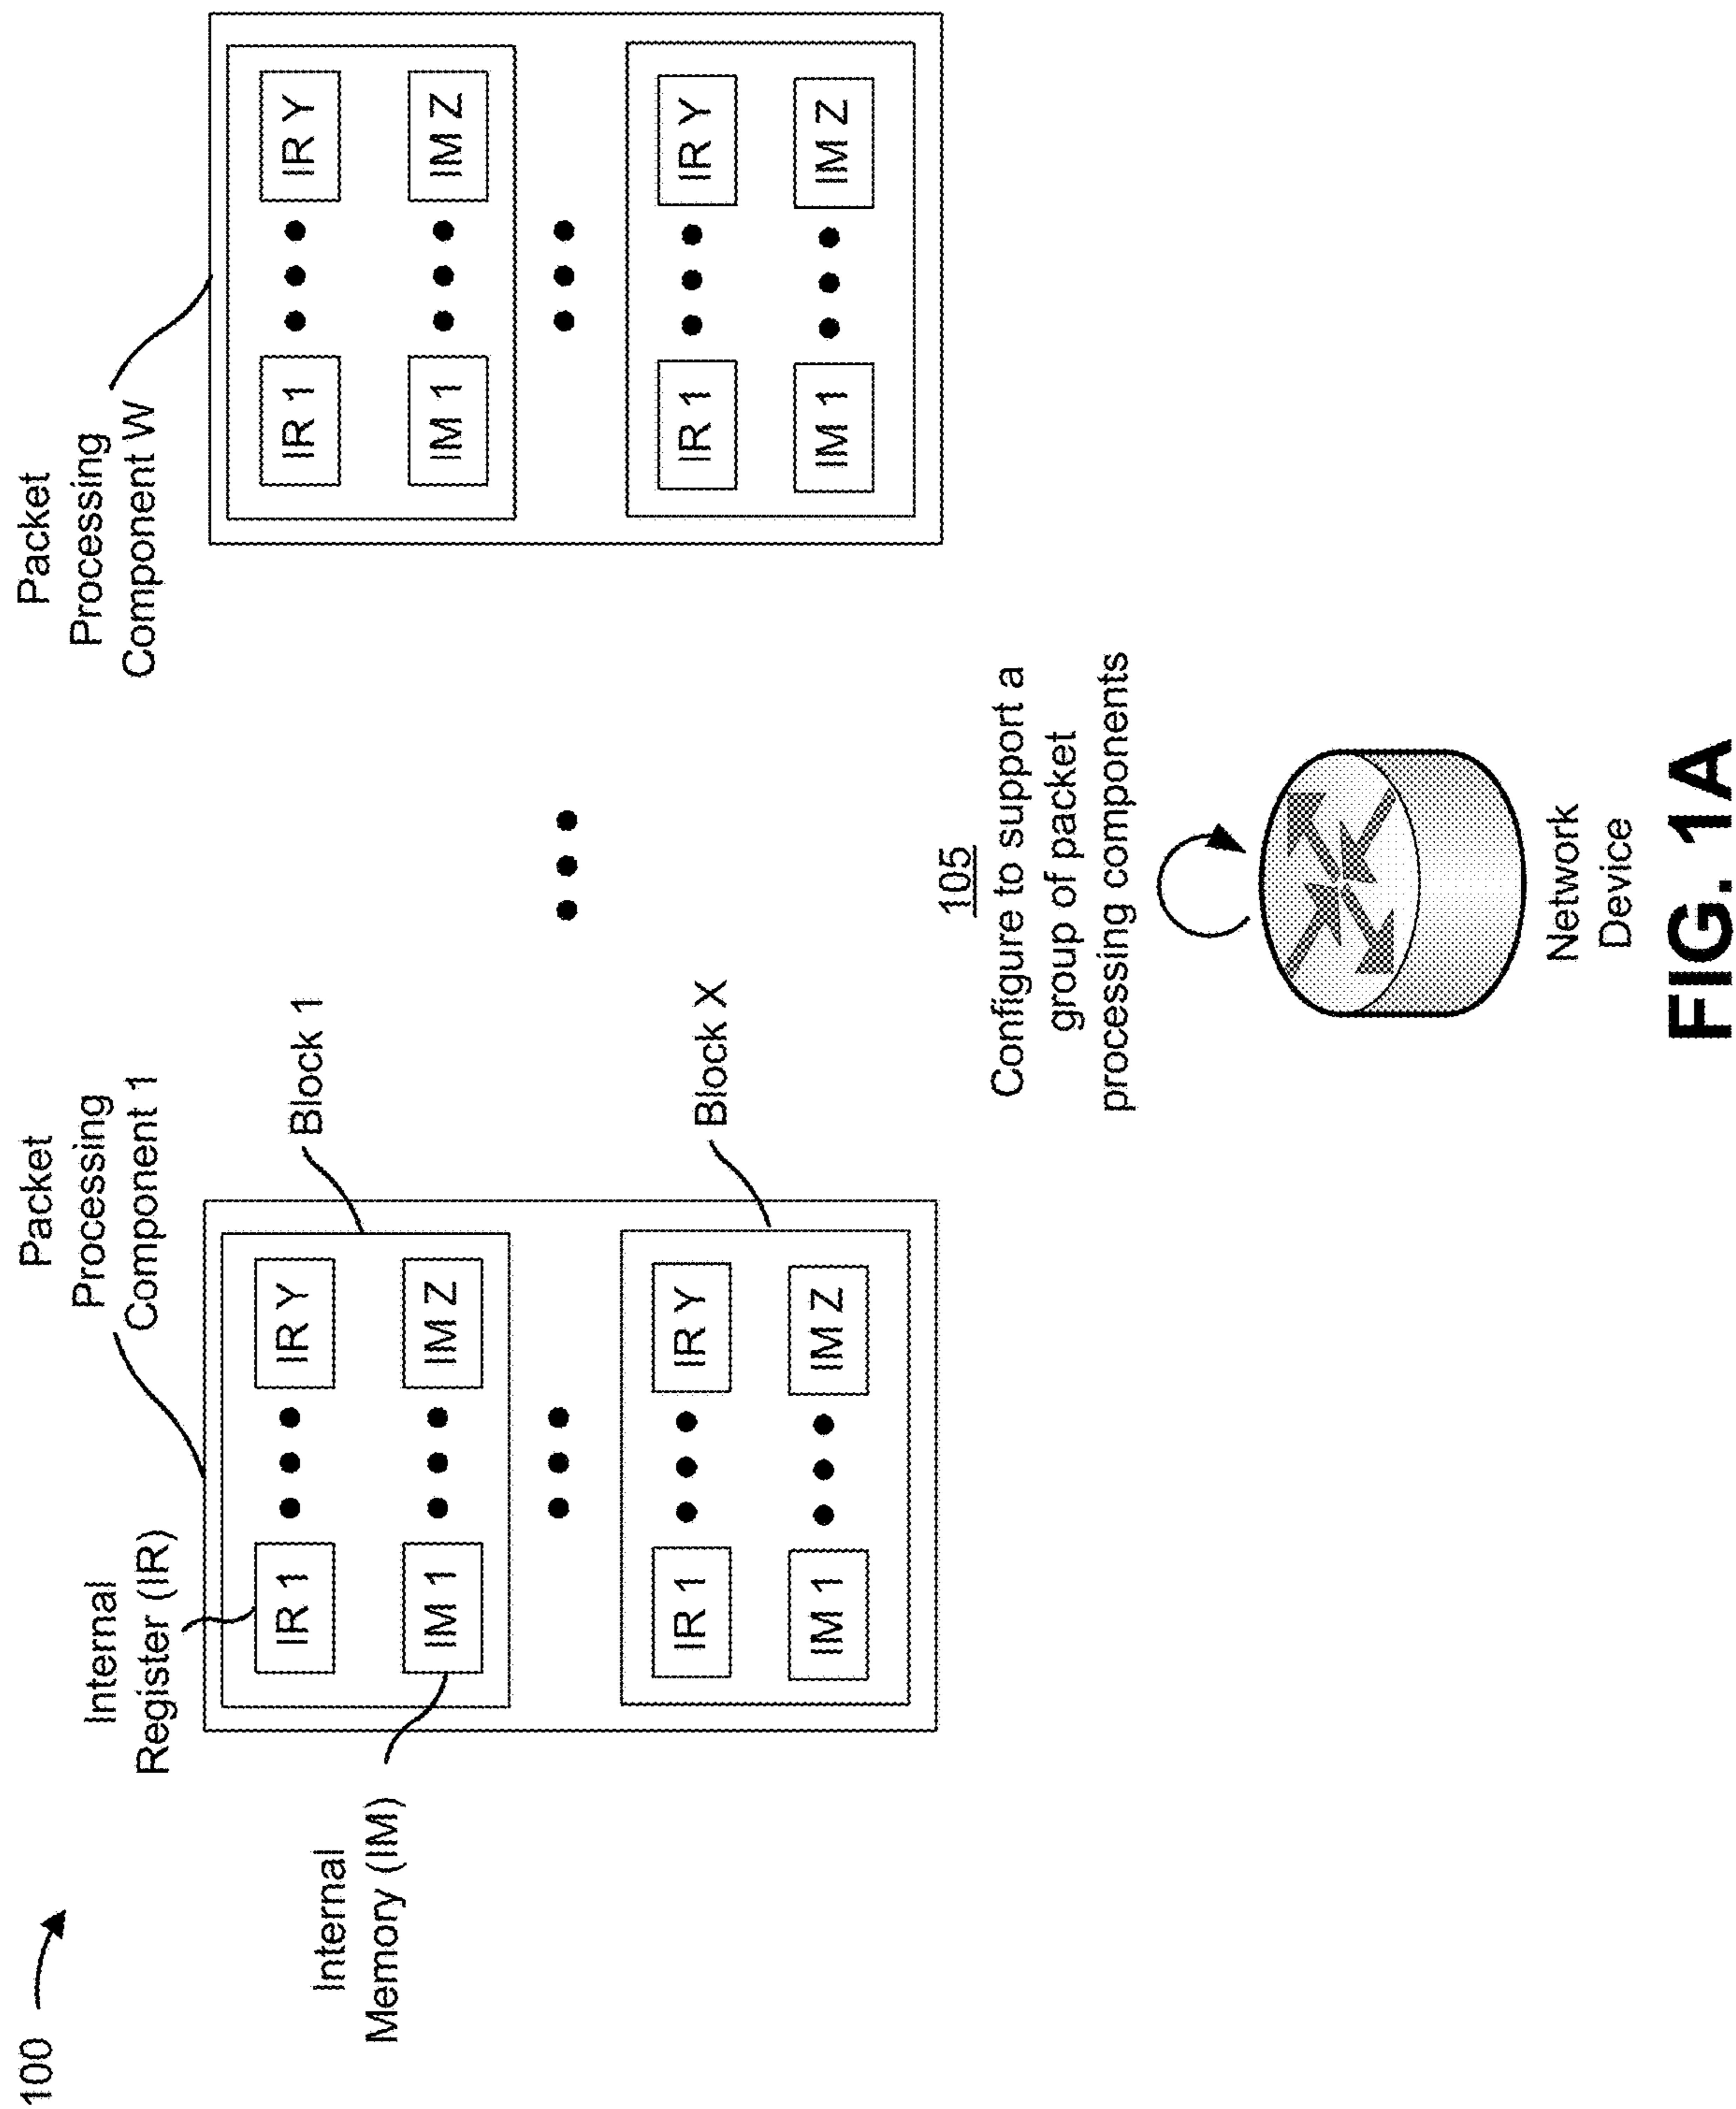 100
Packet
Processing
Component 1
Packet
Processing
Component W
Internal
Register (IR)
Internal
Memory (IM)
Block 1
Block X
IR 1
IR Y
IM 1
IM Z
IR 1
IR Y
IM 1
IM Z
IR 1
IR Y
IM 1
IM Z
IR 1
IR Y
IM 1
IM Z
105
Configure to support a
group of packet
processing components
Network
Device
FIG. 1A